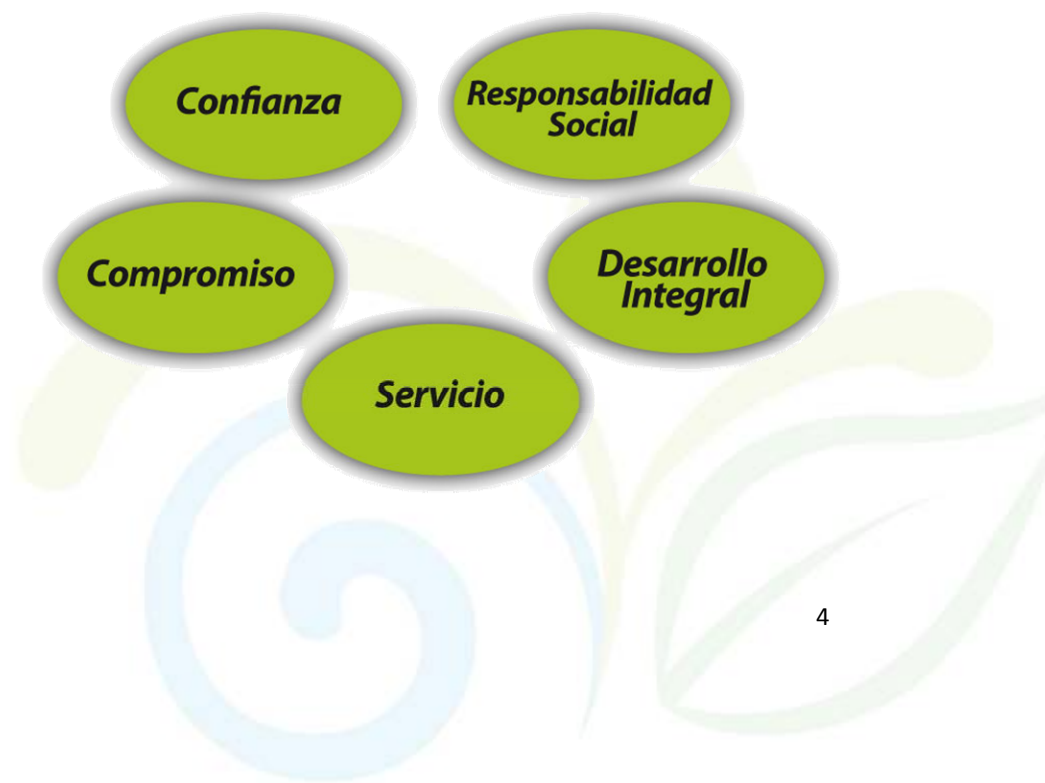 Confianza
Responsabilidad
Social
Compromiso
Desarrollo
Integral
Servicio
4